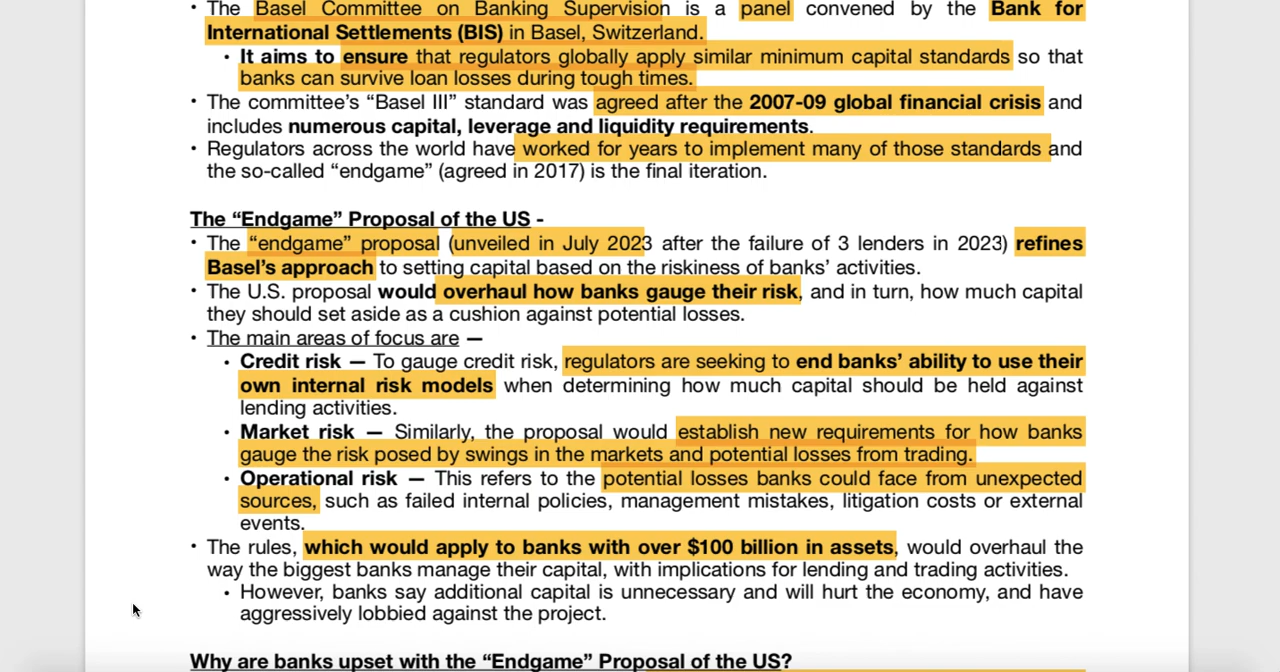 • The Basel Committee on Banking Supervision is a panel convened by the Bank for
International Settlements (BIS) in Basel, Switzerland.
• It aims to ensure that regulators globally apply similar minimum capital standards so that
banks can survive loan losses during tough times.
• The committee’s “Basel III” standard was agreed after the 2007-09 global financial crisis and
includes numerous capital, leverage and liquidity requirements.
• Regulators across the world have worked for years to implement many of those standards and
the so-called “endgame” (agreed in 2017) is the final iteration.
The “Endgame” Proposal of the US -
• The “endgame” proposal (unveiled in July 2023 after the failure of 3 lenders in 2023) refines
Basel’s approach to setting capital based on the riskiness of banks’ activities.
• The U.S. proposal would overhaul how banks gauge their risk, and in turn, how much capital
they should set aside as a cushion against potential losses.
• The main areas of focus are —
• Credit risk — To gauge credit risk, regulators are seeking to end banks’ ability to use their
own internal risk models when determining how much capital should be held against
lending activities.
• Market risk — Similarly, the proposal would establish new requirements for how banks
gauge the risk posed by swings in the markets and potential losses from trading.
• Operational risk — This refers to the potential losses banks could face from unexpected
sources, such as failed internal policies, management mistakes, litigation costs or external
events.
• The rules, which would apply to banks with over $100 billion in assets, would overhaul the
way the biggest banks manage their capital, with implications for lending and trading activities.
• However, banks say additional capital is unnecessary and will hurt the economy, and have
aggressively lobbied against the project.
Why are banks upset with the “Endgame” Proposal of the US?